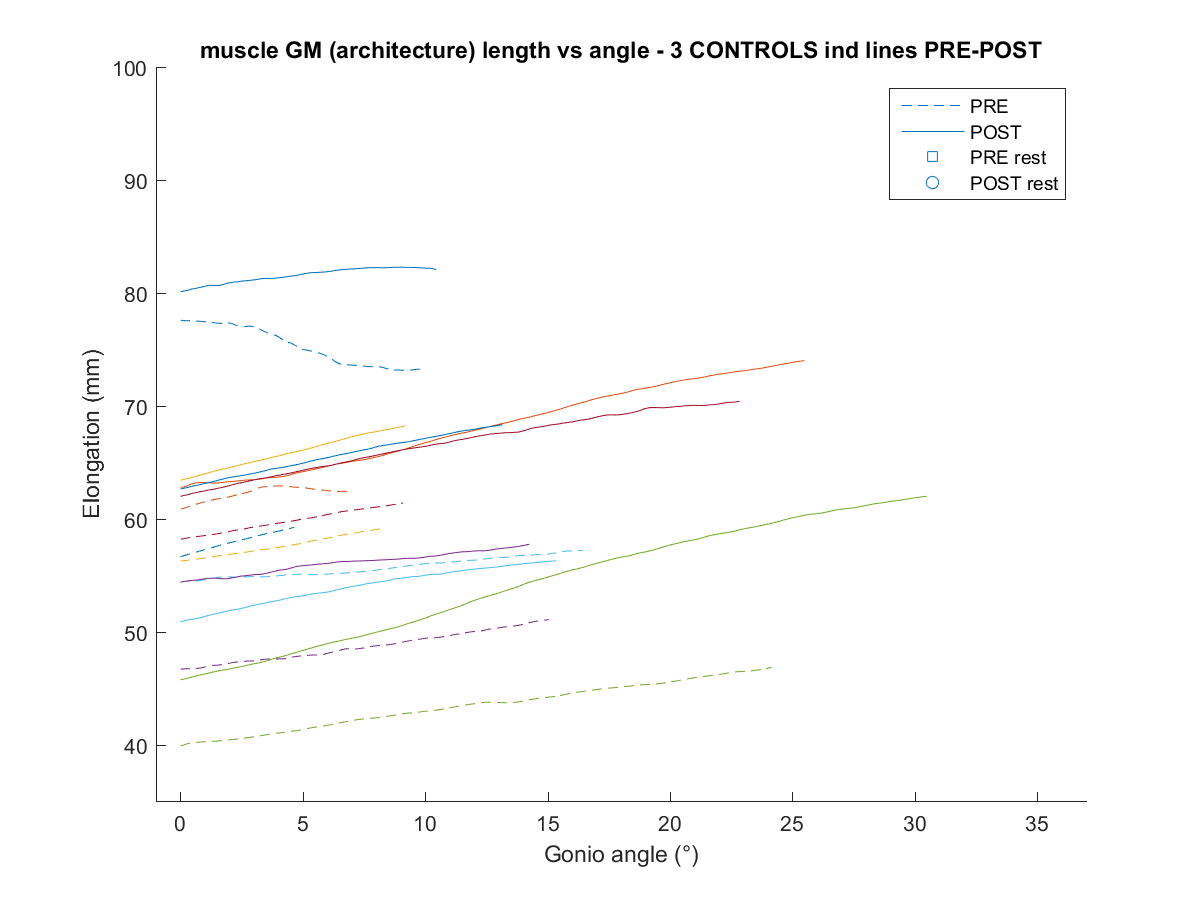 muscle GM (architecture) length vs angle - 3 CONTROLS ind lines PRE-POST
PRE
POST
PRE rest
POST rest
100
90
80
70
60
50
40
Elongation (mm)
0 5 10 15 20 25 30 35
Gonio angle (°)